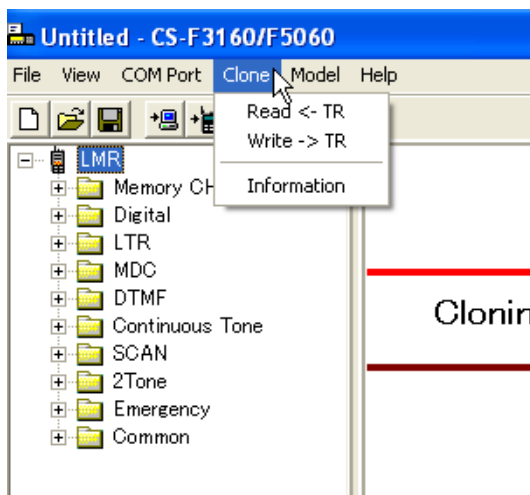 Untitled - CS-F3160/F5060
File View COM Port Clone Model Help
Read <- TR
Write -> TR
Information
LMR
Memory CH
Digital
LTR
MDC
DTMF
Continuous Tone
SCAN
2Tone
Emergency
Common
Clonin